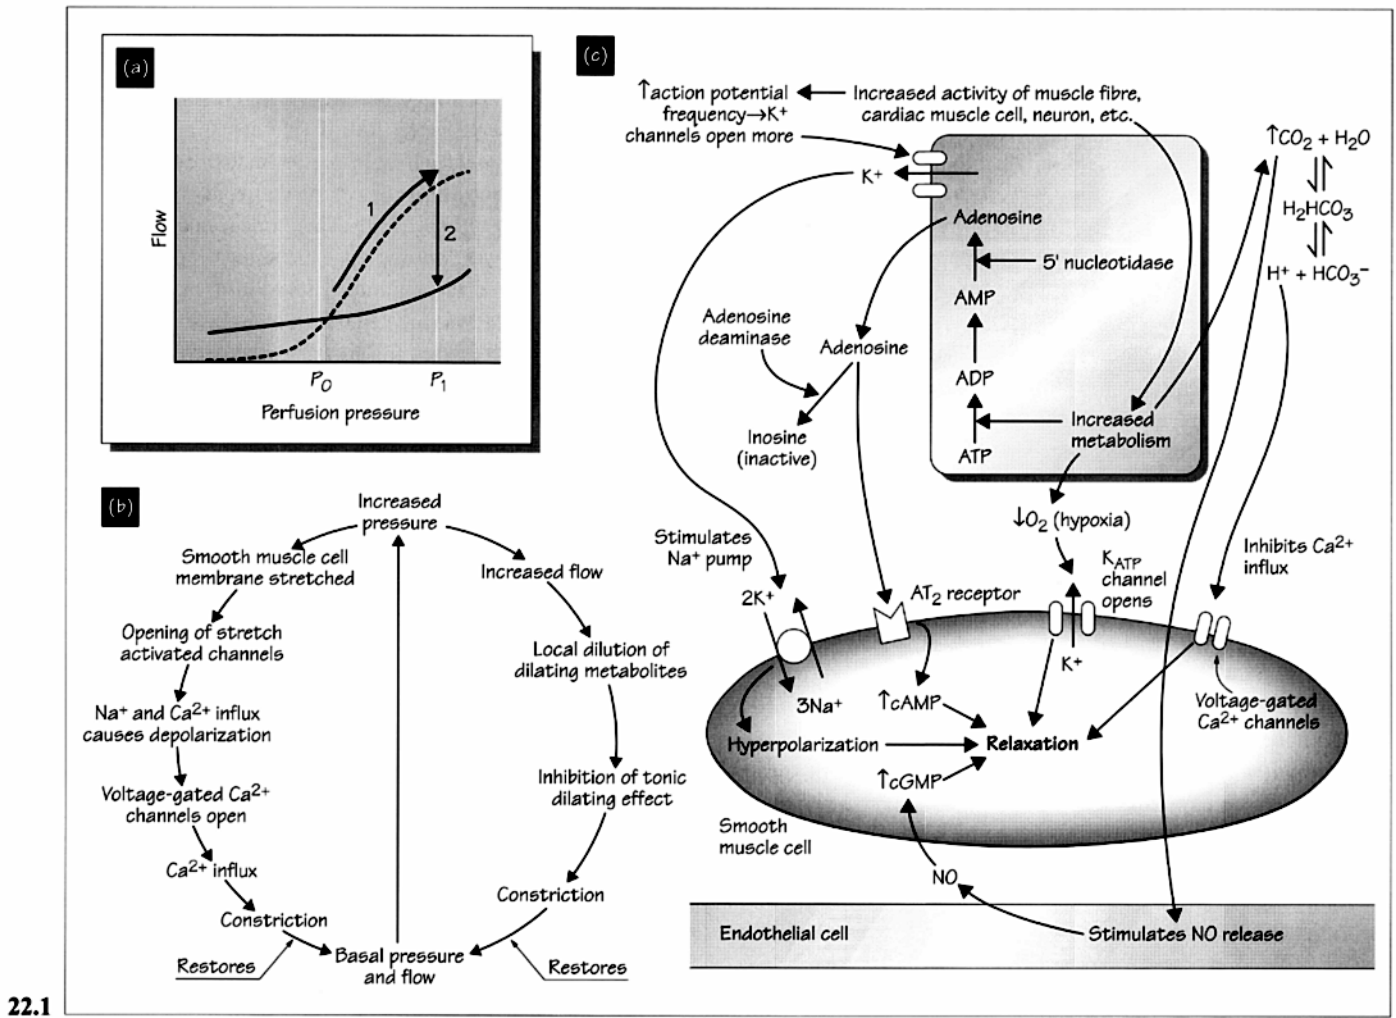 (a)
Flow
1
2
P0
P1
Perfusion pressure
(b)
Increased
pressure
Smooth muscle cell
membrane stretched
Opening of stretch
activated channels
Na+ and Ca2+ influx
causes depolarization
Voltage-gated Ca2+
channels open
Ca2+ influx
Constriction
Restores
Increased flow
Local dilution of
dilating metabolites
Inhibition of tonic
dilating effect
Constriction
Restores
Basal pressure
and flow
(c)
↑action potential
frequency→K+
channels open more
Increased activity of muscle fibre,
cardiac muscle cell, neuron, etc.
K+
Adenosine
5' nucleotidase
AMP
ADP
ATP
Increased
metabolism
↑CO2 + H2O
H2HCO3
H+ + HCO3−
Adenosine
deaminase
Adenosine
Inosine
(inactive)
↓O2 (hypoxia)
Stimulates
Na+ pump
2K+
3Na+
AT2 receptor
KATP
channel
opens
K+
Inhibits Ca2+
influx
Voltage-gated
Ca2+ channels
↑cAMP
Hyperpolarization
Relaxation
↑cGMP
Smooth
muscle cell
NO
Endothelial cell
Stimulates NO release
22.1